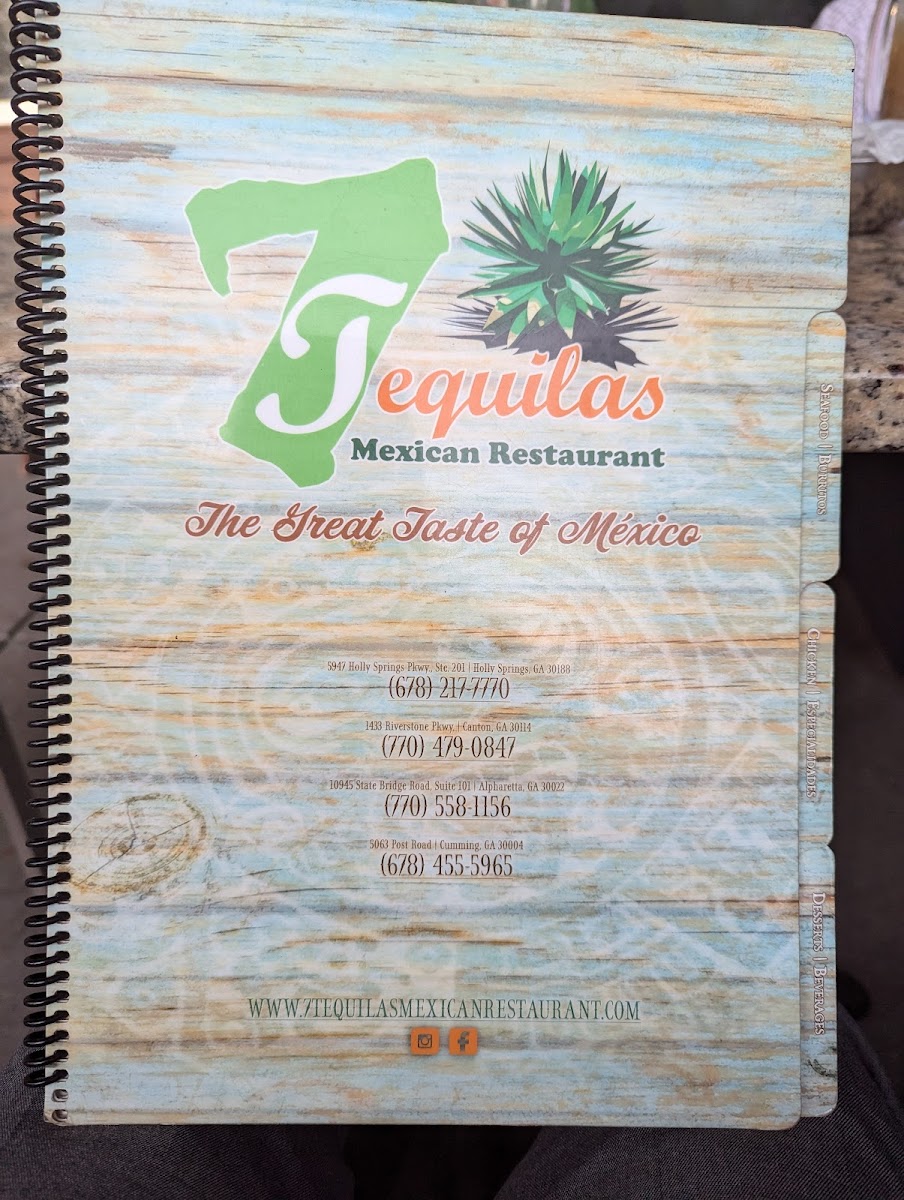 7 Tequilas
Mexican Restaurant
The Great Taste of México
5947 Holly Springs Pkwy., Ste. 201 | Holly Springs, GA 30188
(678) 217-7770
1433 Riverstone Pkwy. | Canton, GA 30114
(770) 479-0847
10945 State Bridge Road, Suite 101 | Alpharetta, GA 30022
(770) 558-1156
5063 Post Road | Cumming, GA 30004
(678) 455-5965
WWW.7TEQUILASMEXICANRESTAURANT.COM
SEAFOOD | BURRITOS
CHICKEN | ESPECIALIDADES
DESSERTS | BEVERAGES